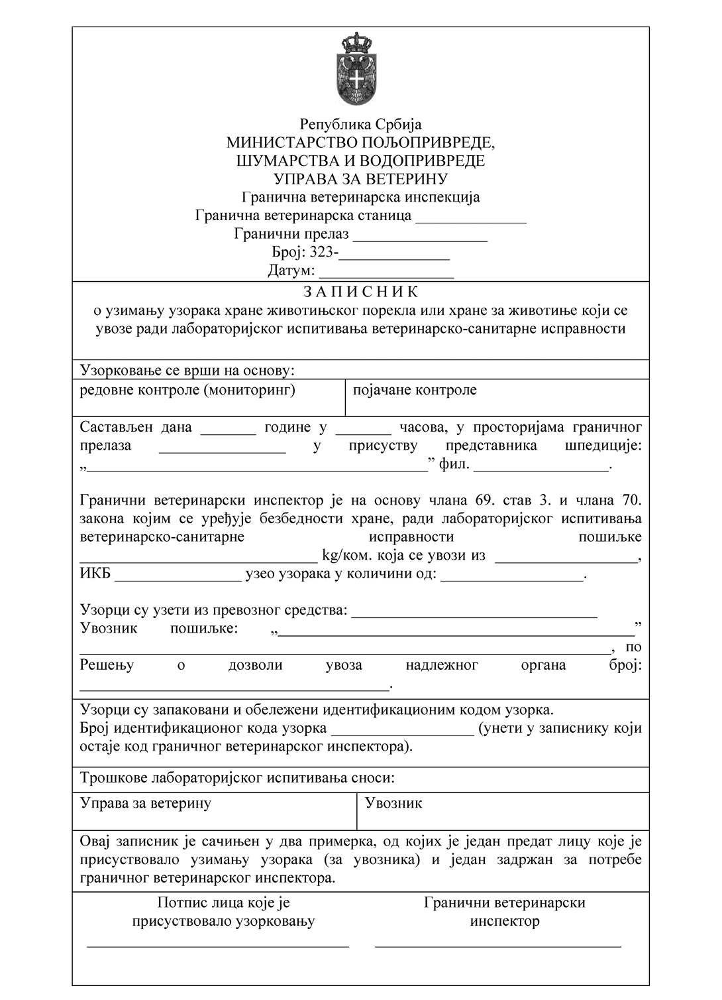 Република Србија
МИНИСТАРСТВО ПОЉОПРИВРЕДЕ,
ШУМАРСТВА И ВОДОПРИВРЕДЕ
УПРАВА ЗА ВЕТЕРИНУ
Гранична ветеринарска инспекција
Гранична ветеринарска станица ______________
Гранични прелаз _________________
Број: 323-______________
Датум: _________________
З А П И С Н И К
о узимању узорака хране животињског порекла или хране за животиње који се
увозе ради лабораторијског испитивања ветеринарско-санитарне исправности
Узорковање се врши на основу:
редовне контроле (мониторинг)
појачане контроле
Састављен дана _______ године у _______ часова, у просторијама граничног
прелаза ________________ у присуству представника шпедиције:
„___________________________________________” фил. _________________.
Гранични ветеринарски инспектор је на основу члана 69. став 3. и члана 70.
закона којим се уређује безбедности хране, ради лабораторијског испитивања
ветеринарско-санитарне исправности пошиљке
______________________________ kg/ком. која се увози из __________________,
ИКБ ________________ узео узорака у количини од: __________________.
Узорци су узети из превозног средства: _______________________________
Увозник пошиљке: „_____________________________________________”
___________________________________________________________________, по
Решењу о дозволи увоза надлежног органа број:
_______________________________________.
Узорци су запаковани и обележени идентификационим кодом узорка.
Број идентификационог кода узорка __________________ (унети у записнику који
остаје код граничног ветеринарског инспектора).
Трошкове лабораторијског испитивања сноси:
Управа за ветерину
Увозник
Овај записник је сачињен у два примерка, од којих је један предат лицу које је
присуствовало узимању узорака (за увозника) и један задржан за потребе
граничног ветеринарског инспектора.
Потпис лица које је
присуствовало узорковању
_________________________________
Гранични ветеринарски
инспектор
_______________________________